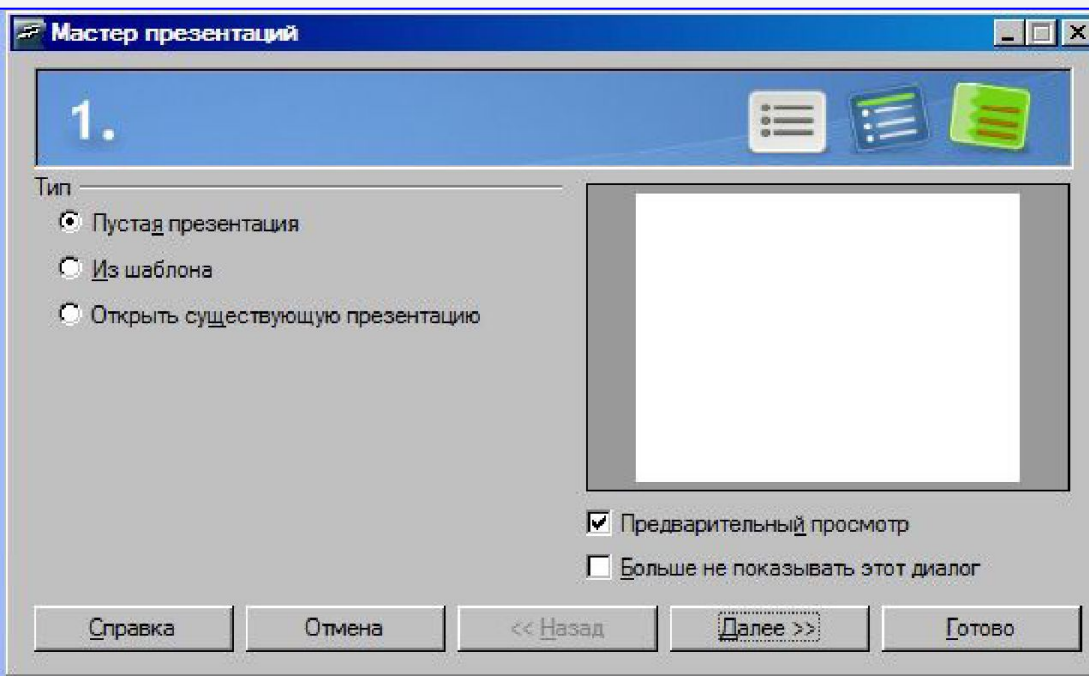 Мастер презентаций
1.
Тип
Пустая презентация
Из шаблона
Открыть существующую презентацию
Предварительный просмотр
Больше не показывать этот диалог
Справка
Отмена
<< Назад
Далее >>
Готово